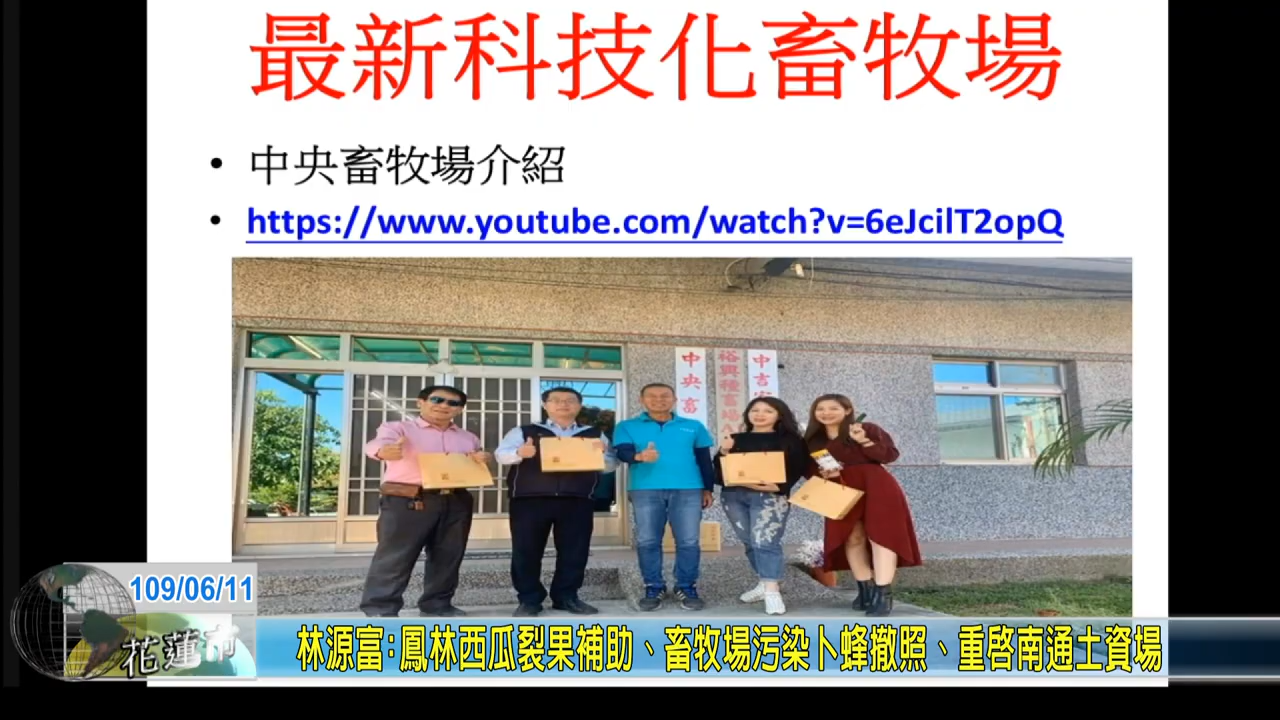 最新科技化畜牧場
• 中央畜牧場介紹
• https://www.youtube.com/watch?v=6eJcilT2opQ
中央畜
裕興種畜場
中吉
109/06/11
花蓮市
林源富:鳳林西瓜裂果補助、畜牧場污染卜蜂撤照、重啓南通土資場